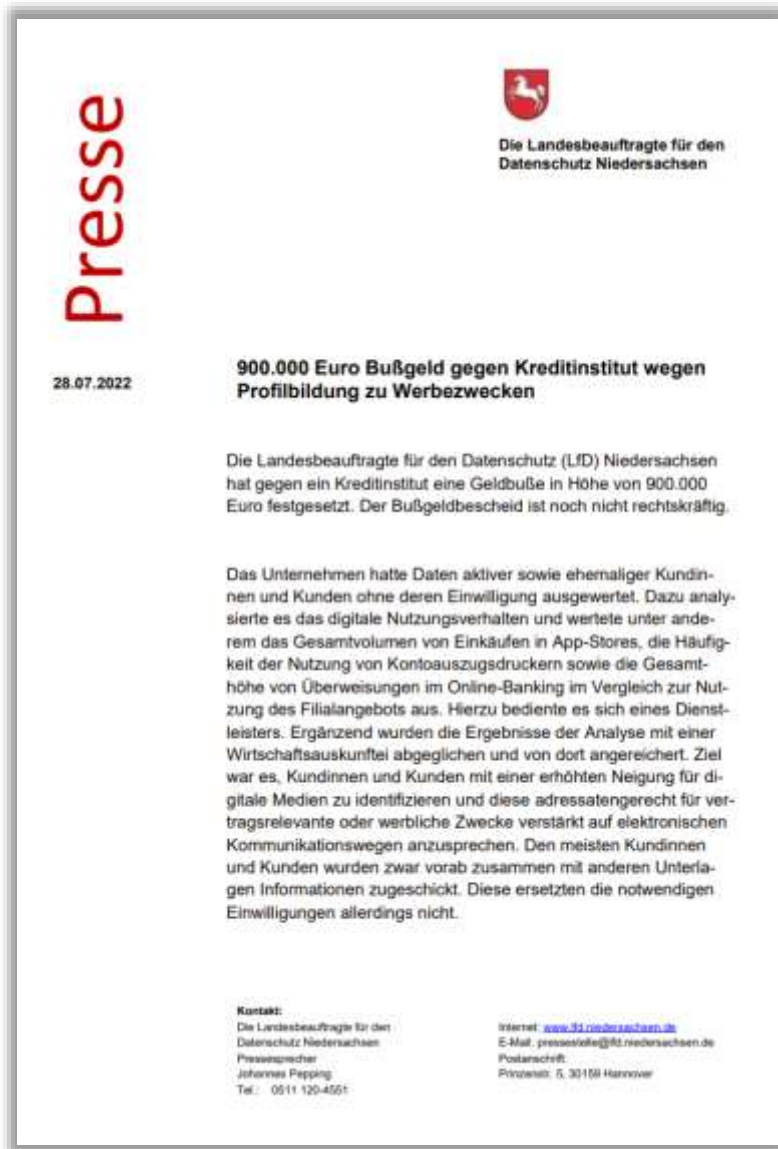 Presse
Die Landesbeauftragte für den
Datenschutz Niedersachsen
28.07.2022
900.000 Euro Bußgeld gegen Kreditinstitut wegen
Profilbildung zu Werbezwecken
Die Landesbeauftragte für den Datenschutz (LfD) Niedersachsen
hat gegen ein Kreditinstitut eine Geldbuße in Höhe von 900.000
Euro festgesetzt. Der Bußgeldbescheid ist noch nicht rechtskräftig.
Das Unternehmen hatte Daten aktiver sowie ehemaliger Kundin-
nen und Kunden ohne deren Einwilligung ausgewertet. Dazu analy-
sierte es das digitale Nutzungsverhalten und wertete unter ande-
rem das Gesamtvolumen von Einkäufen in App-Stores, die Häufig-
keit der Nutzung von Kontoauszugsdruckern sowie die Gesamt-
höhe von Überweisungen im Online-Banking im Vergleich zur Nut-
zung des Filialangebots aus. Hierzu bediente es sich eines Dienst-
leisters. Ergänzend wurden die Ergebnisse der Analyse mit einer
Wirtschaftsauskunftei abgeglichen und von dort angereichert. Ziel
war es, Kundinnen und Kunden mit einer erhöhten Neigung für di-
gitale Medien zu identifizieren und diese adressatengerecht für ver-
tragsrelevante oder werbliche Zwecke verstärkt auf elektronischen
Kommunikationswegen anzusprechen. Den meisten Kundinnen
und Kunden wurden zwar vorab zusammen mit anderen Unterla-
gen Informationen zugeschickt. Diese ersetzten die notwendigen
Einwilligungen allerdings nicht.
Kontakt:
Die Landesbeauftragte für den
Datenschutz Niedersachsen
Pressesprecher
Johannes Pepping
Tel.: 0511 120-4551
Internet: www.lfd.niedersachsen.de
E-Mail: pressestelle@lfd.niedersachsen.de
Postanschrift:
Prinzenstr. 5, 30159 Hannover